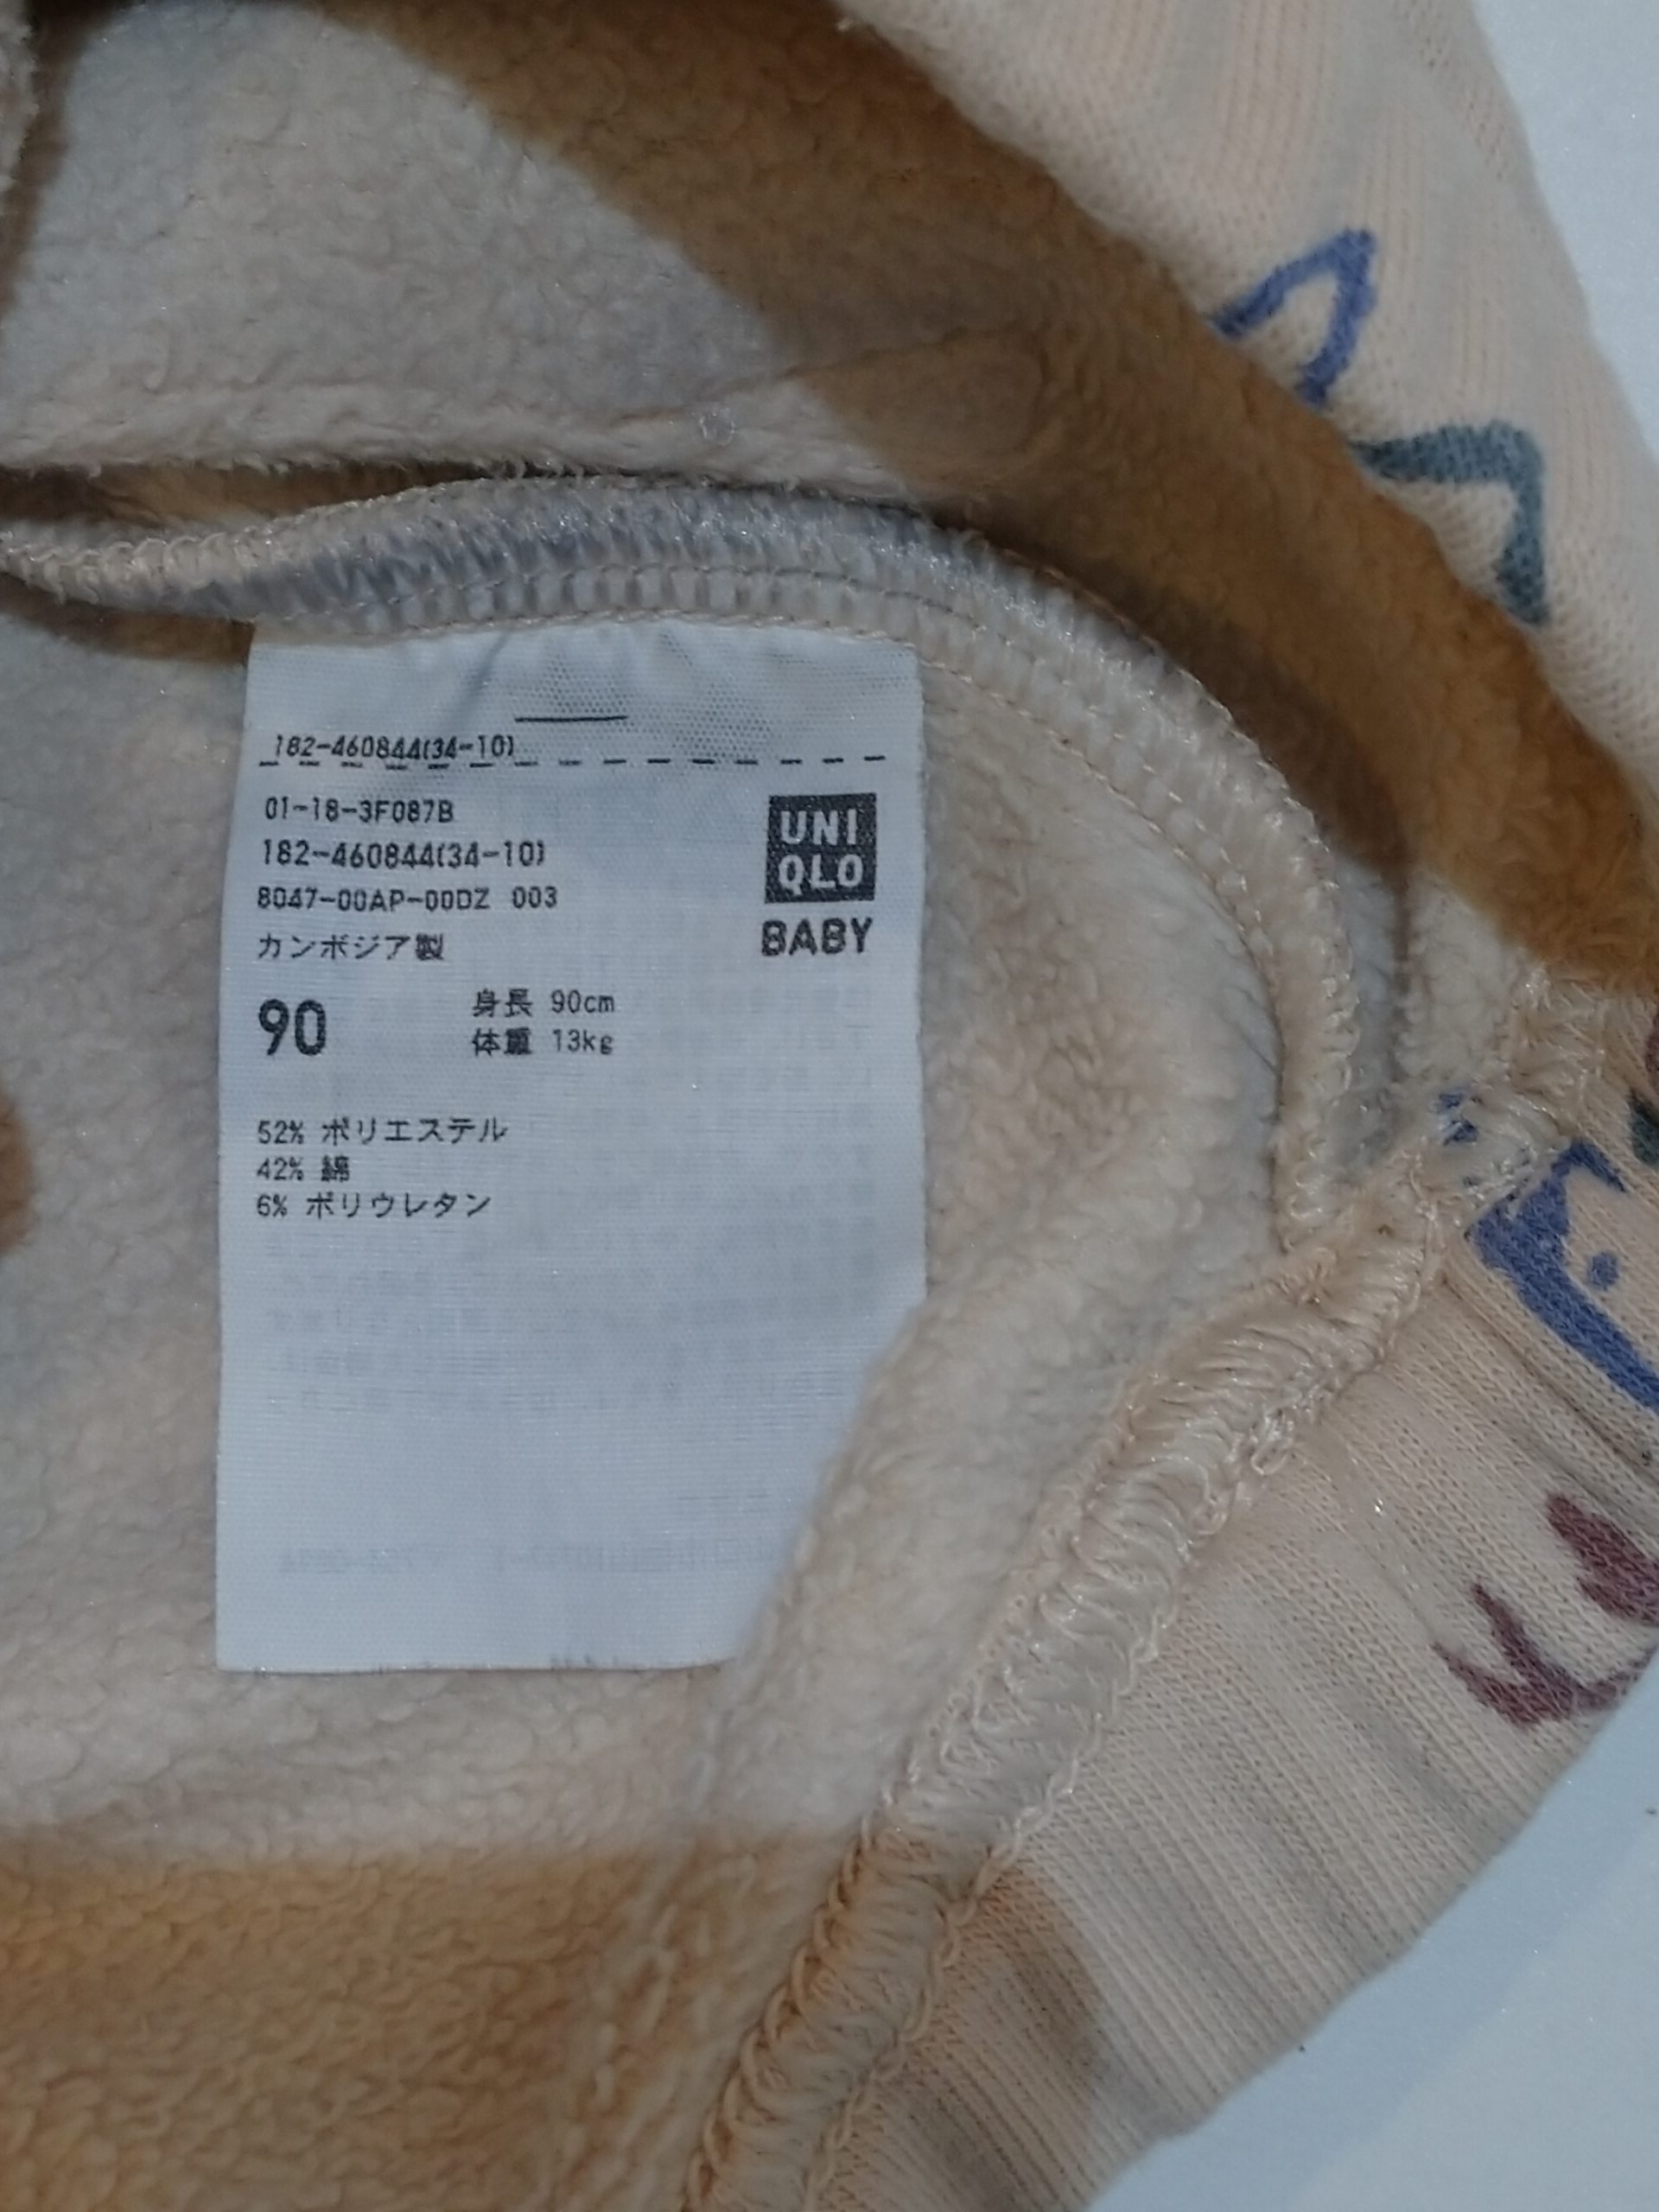 182-460844(34-10)
01-18-3F087B
182-460844(34-10)
8047-00AP-00DZ 003
カンボジア製
UNI
QLO
BABY
90
身長 90cm
体重 13kg
52% ポリエステル
42% 綿
6% ポリウレタン